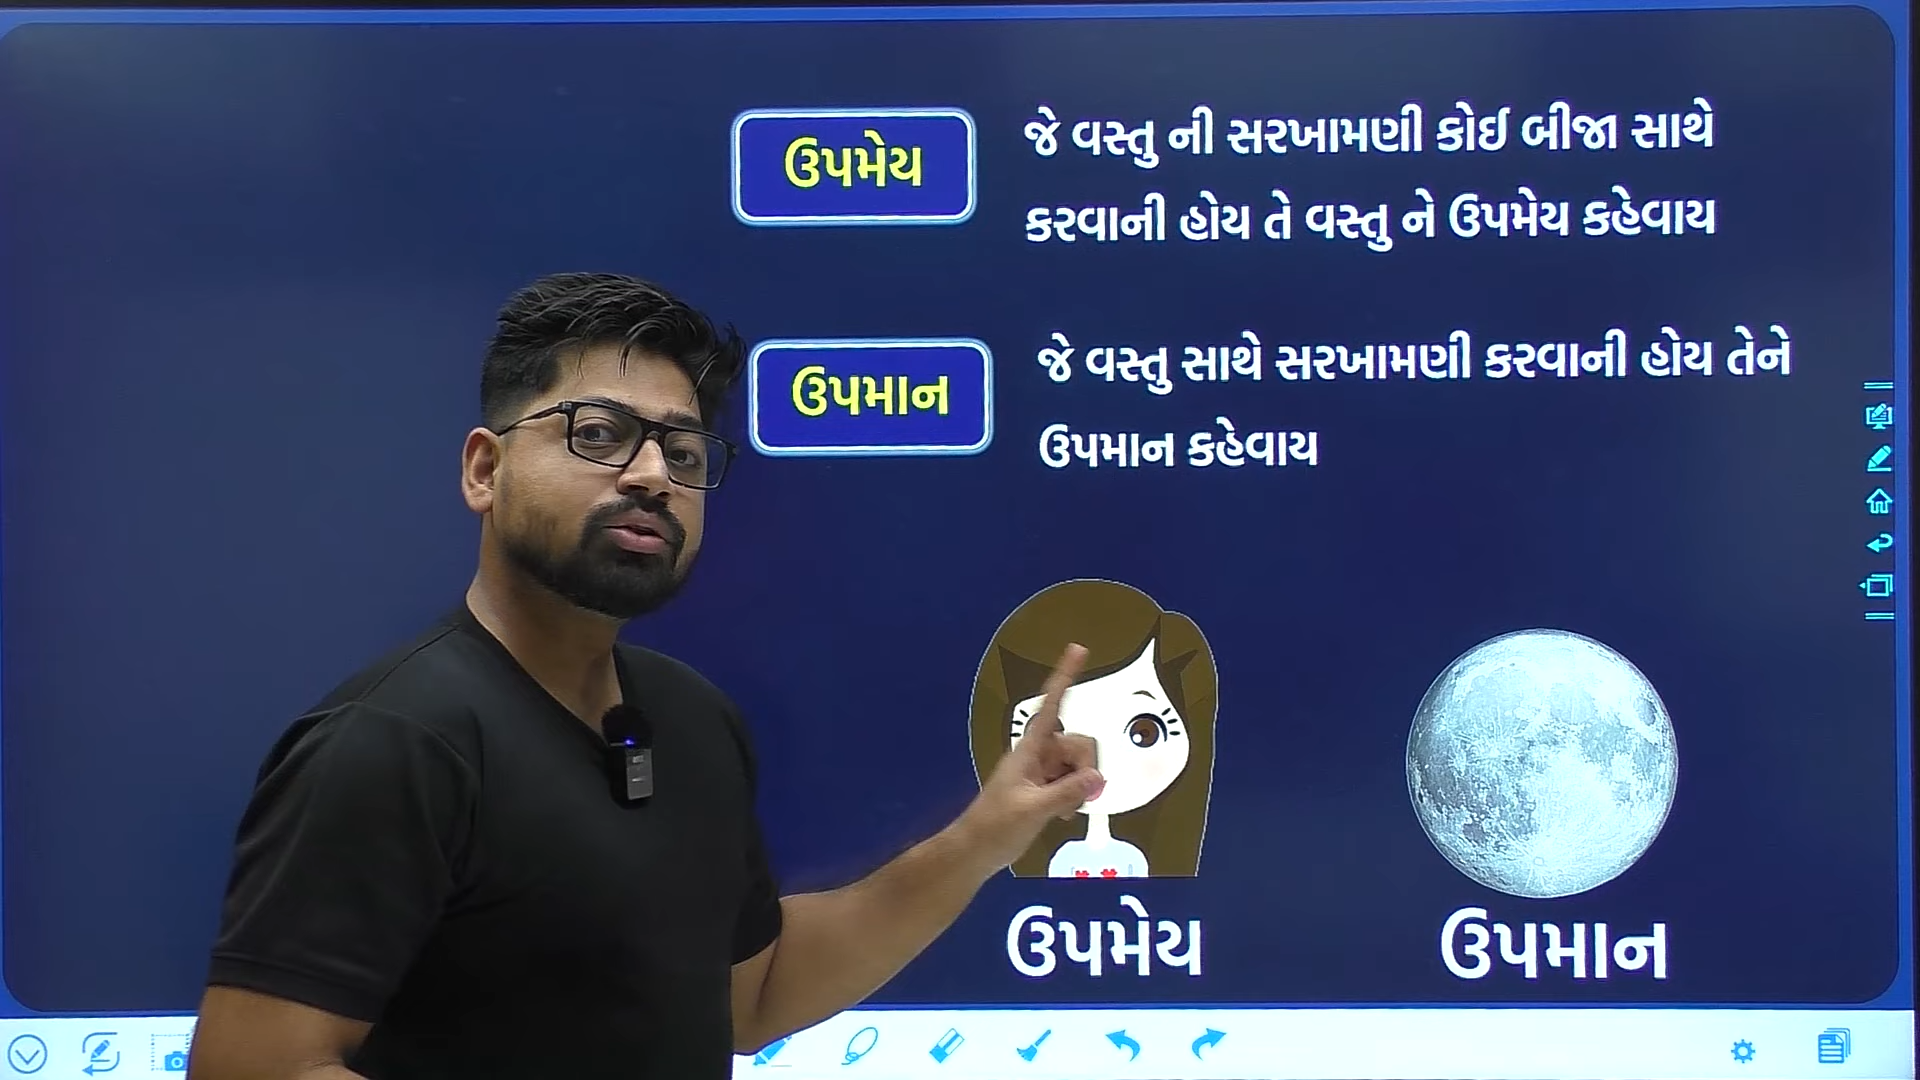 ઉપમેય
જે વસ્તુ ની સરખામણી કોઈ બીજા સાથે
કરવાની હોય તે વસ્તુ ને ઉપમેય કહેવાય
ઉપમાન
જે વસ્તુ સાથે સરખામણી કરવાની હોય તેને
ઉપમાન કહેવાય
ઉપમેય
ઉપમાન